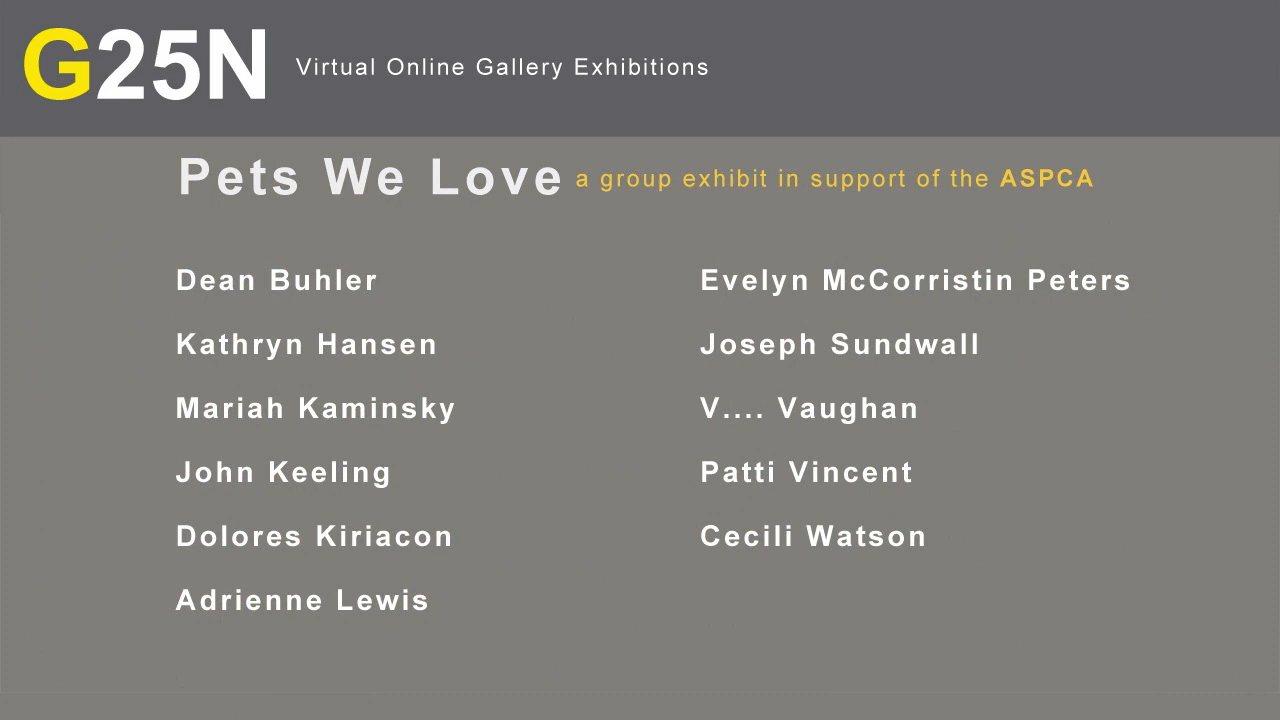 G25N Virtual Online Gallery Exhibitions
Pets We Love a group exhibit in support of the ASPCA
Dean Buhler
Kathryn Hansen
Mariah Kaminsky
John Keeling
Dolores Kiriacon
Adrienne Lewis
Evelyn McCorristin Peters
Joseph Sundwall
V.... Vaughan
Patti Vincent
Cecili Watson